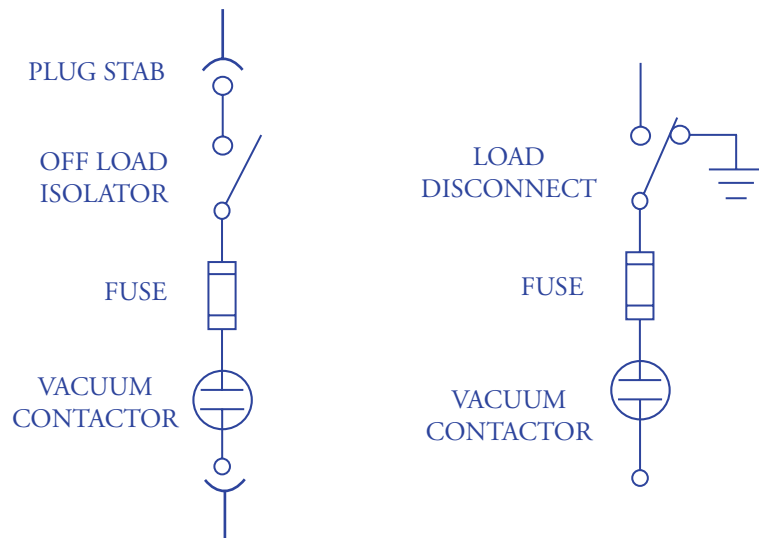 PLUG STAB
OFF LOAD
ISOLATOR
FUSE
VACUUM
CONTACTOR
LOAD
DISCONNECT
FUSE
VACUUM
CONTACTOR